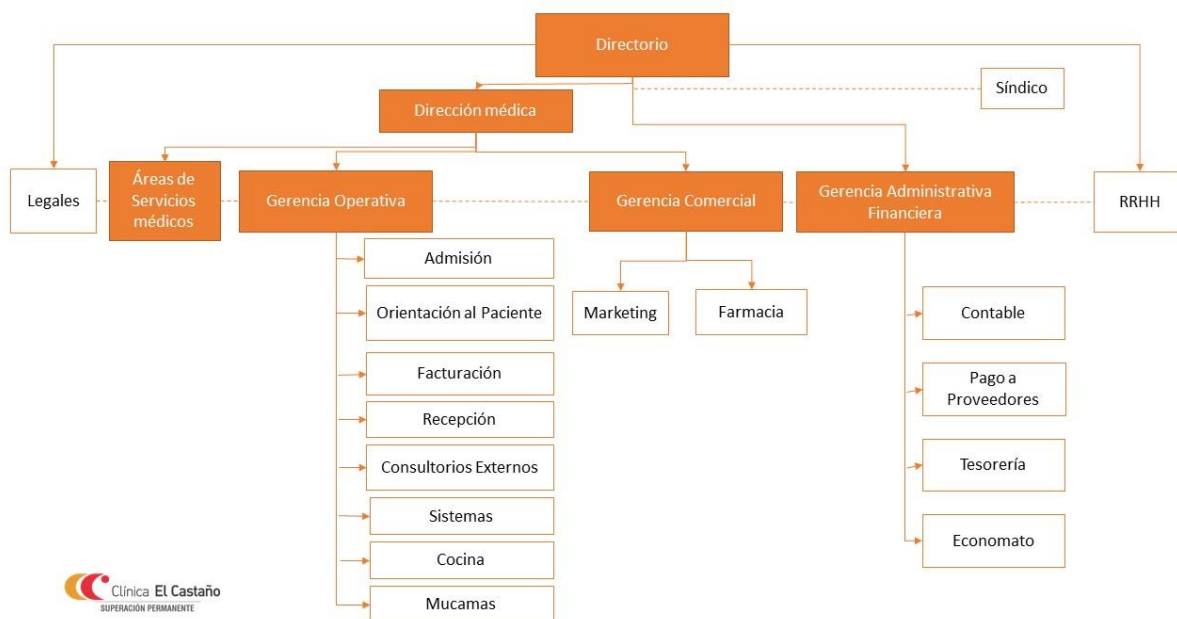 Directorio
Síndico
Dirección médica
Legales
Áreas de
Servicios
médicos
Gerencia Operativa
Gerencia Comercial
Gerencia Administrativa
Financiera
RRHH
Admisión
Orientación al Paciente
Facturación
Recepción
Consultorios Externos
Sistemas
Cocina
Mucamas
Marketing
Farmacia
Contable
Pago a
Proveedores
Tesorería
Economato
Clínica El Castaño
SUPERACIÓN PERMANENTE